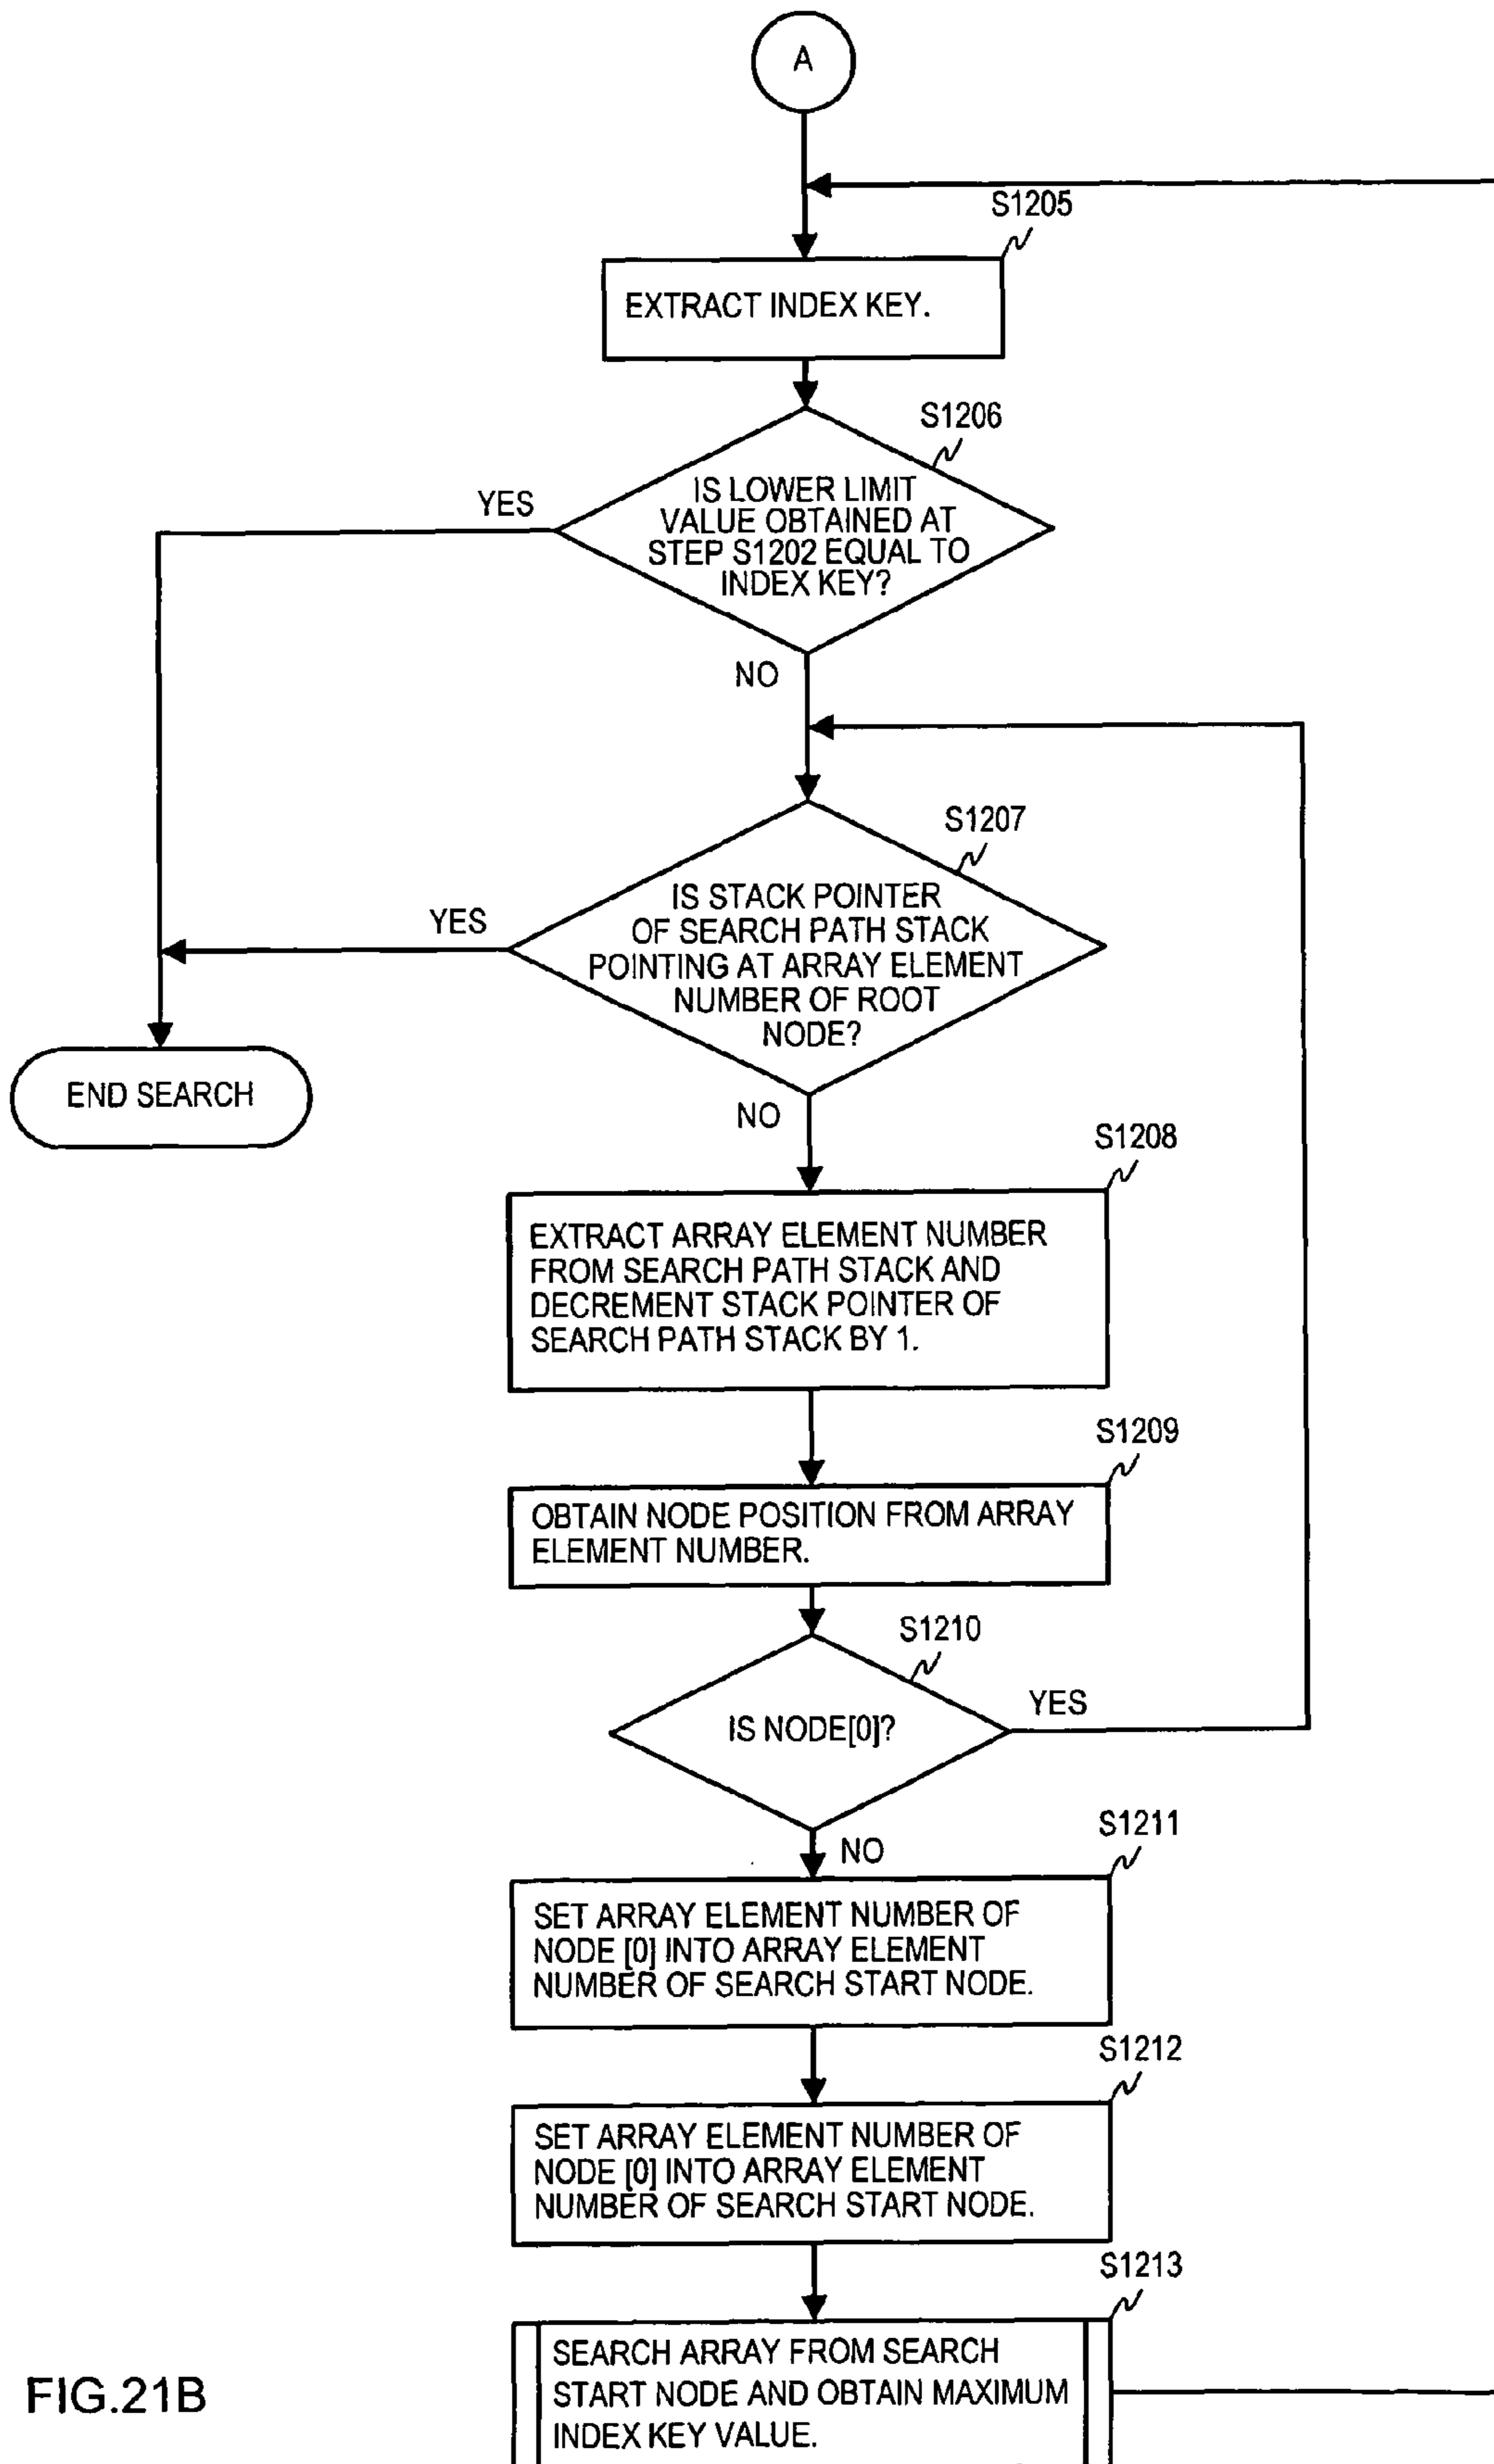 A
S1205
EXTRACT INDEX KEY.
S1206
IS LOWER LIMIT
VALUE OBTAINED AT
STEP S1202 EQUAL TO
INDEX KEY?
YES
NO
S1207
IS STACK POINTER
OF SEARCH PATH STACK
POINTING AT ARRAY ELEMENT
NUMBER OF ROOT
NODE?
YES
END SEARCH
NO
S1208
EXTRACT ARRAY ELEMENT NUMBER
FROM SEARCH PATH STACK AND
DECREMENT STACK POINTER OF
SEARCH PATH STACK BY 1.
S1209
OBTAIN NODE POSITION FROM ARRAY
ELEMENT NUMBER.
S1210
IS NODE[0]?
YES
NO
S1211
SET ARRAY ELEMENT NUMBER OF
NODE [0] INTO ARRAY ELEMENT
NUMBER OF SEARCH START NODE.
S1212
SET ARRAY ELEMENT NUMBER OF
NODE [0] INTO ARRAY ELEMENT
NUMBER OF SEARCH START NODE.
S1213
SEARCH ARRAY FROM SEARCH
START NODE AND OBTAIN MAXIMUM
INDEX KEY VALUE.
FIG.21B